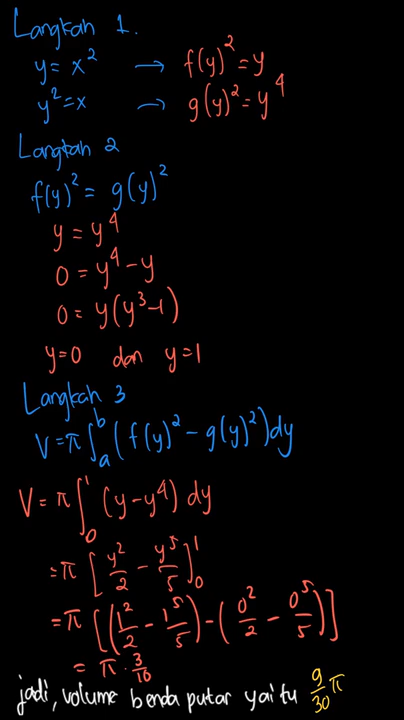 Langkah 1.
y = x² → f(y)² = y
y² = x → g(y)² = y⁴
Langkah 2
f(y)² = g(y)²
y = y⁴
0 = y⁴ - y
0 = y(y³-1)
y=0 dan y=1
Langkah 3
V = π ∫ₐᵇ (f(y)² - g(y)²)dy
V = π ∫₀¹ (y - y⁴) dy
= π [y²/2 - y⁵/5]₀¹
= π [(1²/2 - 1⁵/5) - (0²/2 - 0⁵/5)]
= π · 3/10
jadi, volume benda putar yaitu 9/30 π